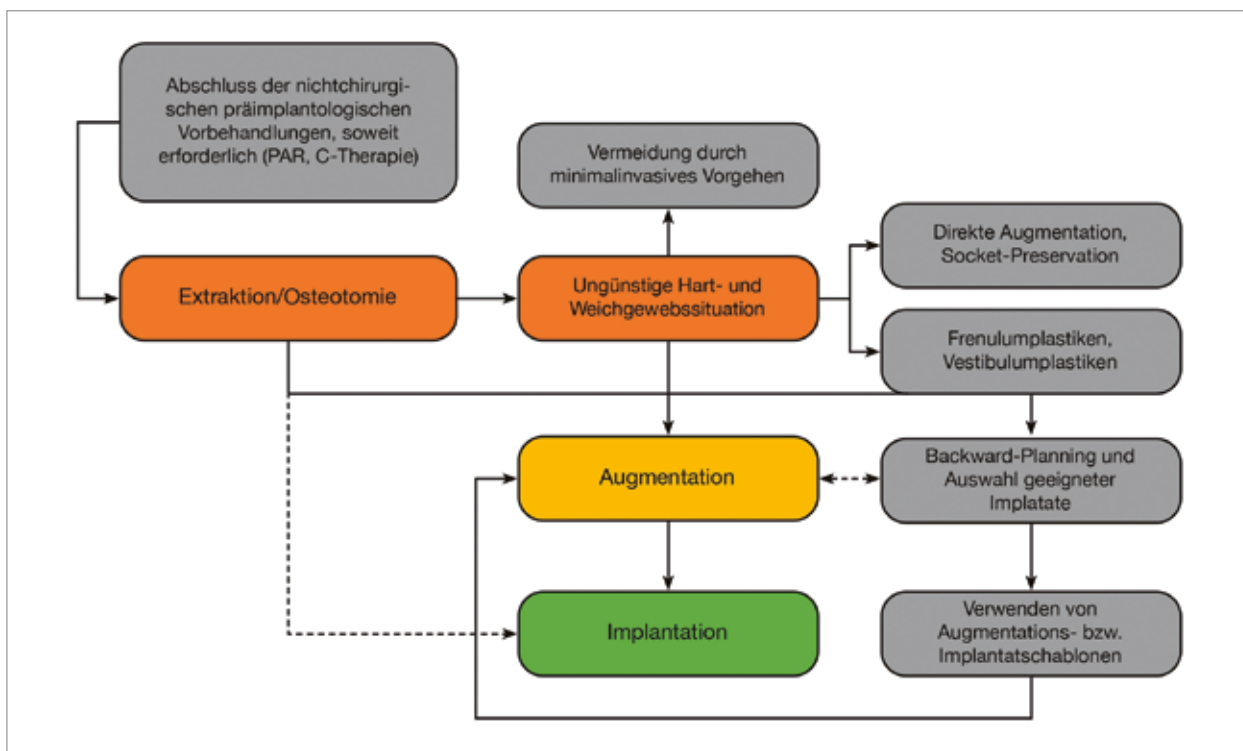 Abschluss der nichtchirurgi-
schen präimplantologischen
Vorbehandlungen, soweit
erforderlich (PAR, C-Therapie)
Vermeidung durch
minimalinvasives Vorgehen
Direkte Augmentation,
Socket-Preservation
Extraktion/Osteotomie
Ungünstige Hart- und
Weichgewebssituation
Frenulumplastiken,
Vestibulumplastiken
Augmentation
Backward-Planning und
Auswahl geeigneter
Implatate
Implantation
Verwenden von
Augmentations- bzw.
Implantatschablonen